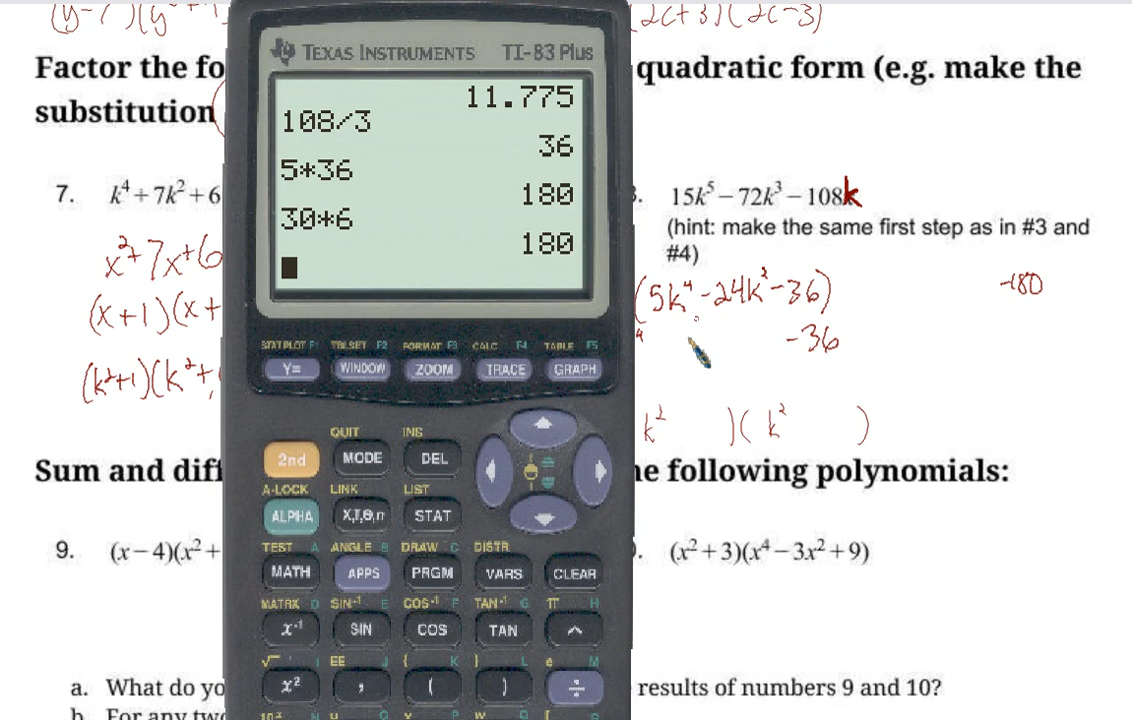 (2c+3)(2c-3)
Factor the fo
quadratic form (e.g. make the
substitution
7. k⁴ + 7k² + 6
15k⁵ – 72k³ – 108k
(hint: make the same first step as in #3 and
#4)
x²+7x+6
(x+1)(x+
(k²+1)(k²+
(5k⁴-24k²-36)
-180
-36
k² )( k² )
Sum and diff
he following polynomials:
9. (x – 4)(x² +
(x² + 3)(x⁴ – 3x² + 9)
a. What do yo
results of numbers 9 and 10?
b. For any two
TEXAS INSTRUMENTS TI-83 Plus
11.775
108/3
36
5*36
180
30*6
180
STAT PLOT F1 TBLSET F2 FORMAT F3 CALC F4 TABLE F5
Y= WINDOW ZOOM TRACE GRAPH
QUIT INS
2nd MODE DEL
A-LOCK LINK LIST
ALPHA X,T,θ,n STAT
TEST A ANGLE B DRAW C DISTR
MATH APPS PRGM VARS CLEAR
MATRX D SIN⁻¹ E COS⁻¹ F TAN⁻¹ G π H
x⁻¹ SIN COS TAN ^
√ I EE J { K } L e M
x² , ( ) ÷